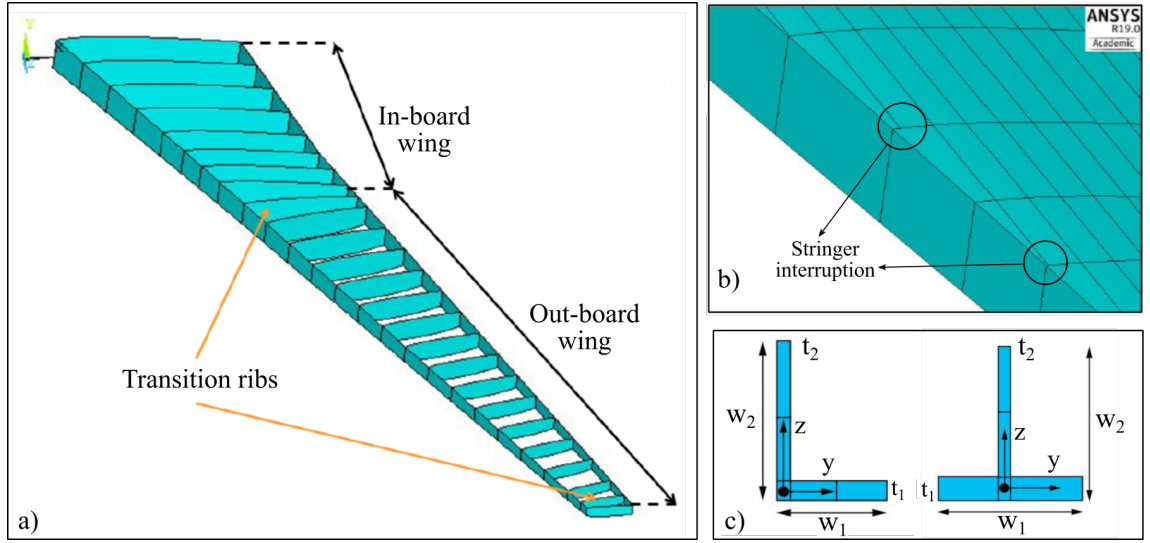 In-board
wing
Out-board
wing
Transition ribs
a)
ANSYS
R19.0
Academic
Stringer
interruption
b)
t₂
w₂
z
y
t₁
w₁
t₂
w₂
z
y
t₁
w₁
c)